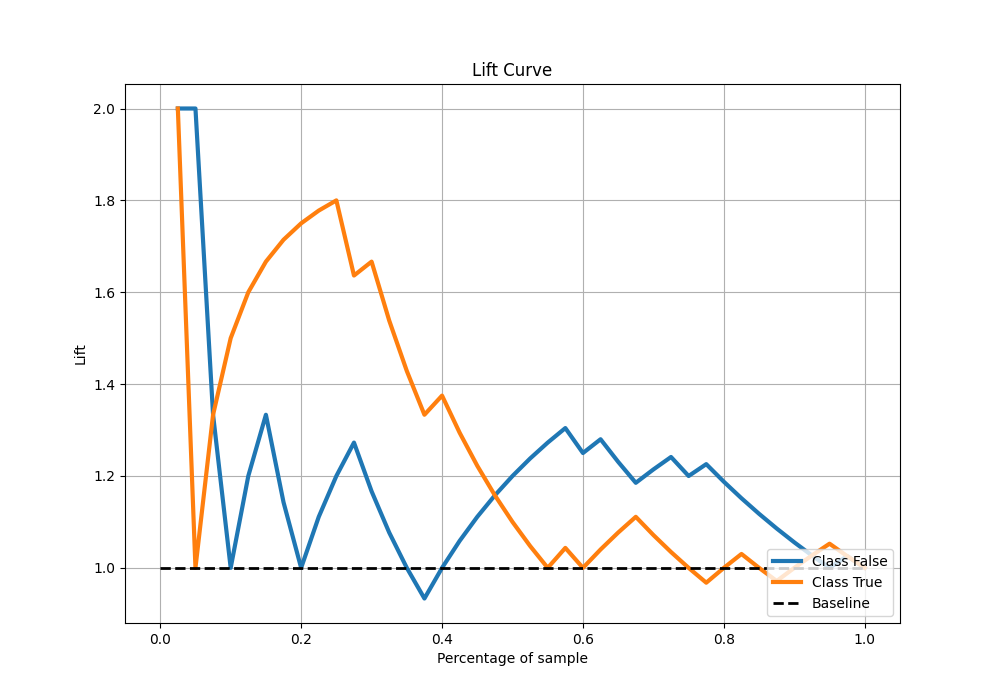 Lift Curve
2.0
1.8
1.6
1.4
1.2
1.0
Lift
0.0 0.2 0.4 0.6 0.8 1.0
Percentage of sample
Class False
Class True
Baseline